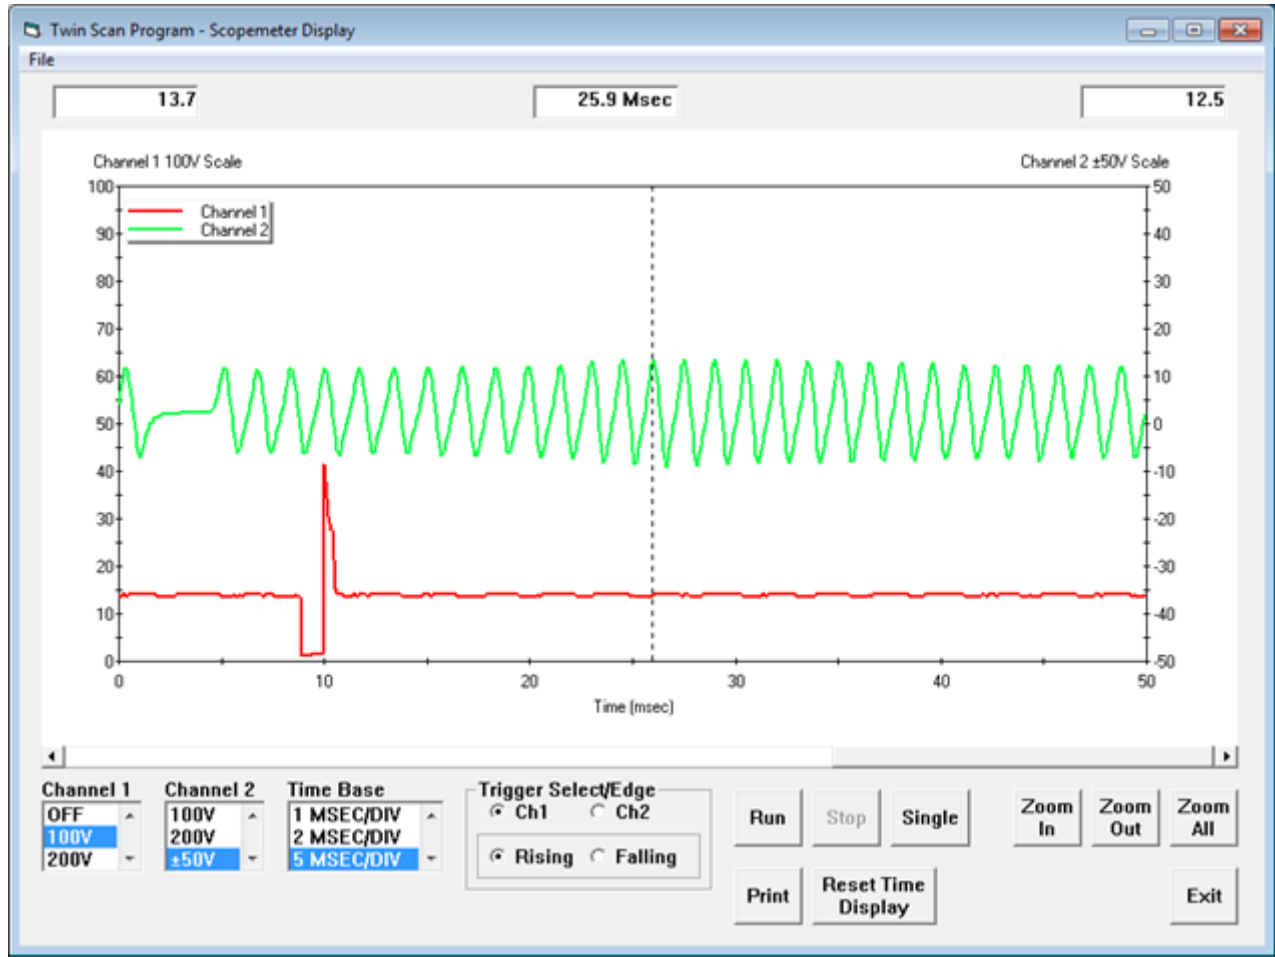 Twin Scan Program - Scopemeter Display
File
13.7 25.9 Msec 12.5
Channel 1 100V Scale Channel 2 ±50V Scale
Channel 1
Channel 2
100 50
90 40
80 30
70 20
60 10
50 0
40 -10
30 -20
20 -30
10 -40
0 -50
0 10 20 30 40 50
Time (msec)
Channel 1 Channel 2 Time Base Trigger Select/Edge
OFF 100V 1 MSEC/DIV Ch1 Ch2
100V 200V 2 MSEC/DIV
200V ±50V 5 MSEC/DIV Rising Falling
Run Stop Single Zoom In Zoom Out Zoom All
Print Reset Time Display Exit